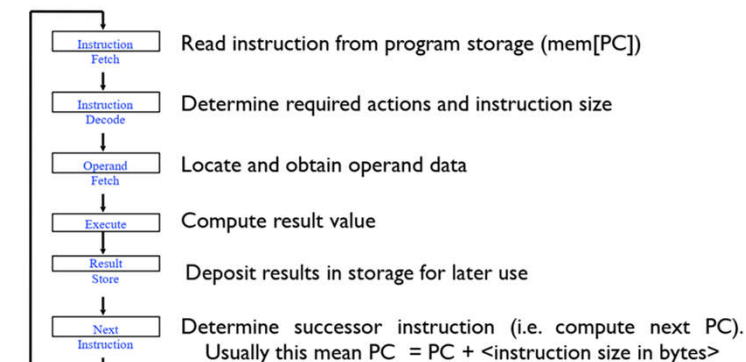 Instruction
Fetch
Read instruction from program storage (mem[PC])
Instruction
Decode
Determine required actions and instruction size
Operand
Fetch
Locate and obtain operand data
Execute
Compute result value
Result
Store
Deposit results in storage for later use
Next
Instruction
Determine successor instruction (i.e. compute next PC).
Usually this mean PC = PC + <instruction size in bytes>